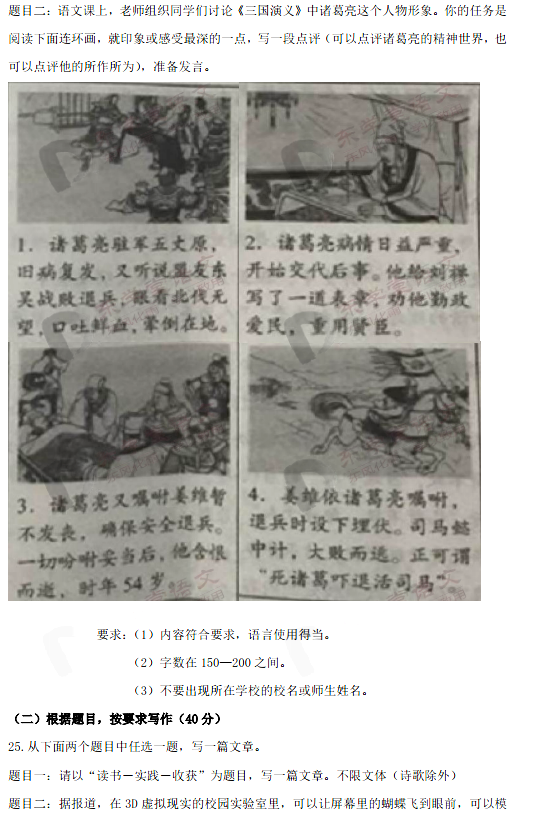 题目二：语文课上，老师组织同学们讨论《三国演义》中诸葛亮这个人物形象。你的任务是
阅读下面连环画，就印象或感受最深的一点，写一段点评（可以点评诸葛亮的精神世界，也
可以点评他的所作所为），准备发言。
1. 诸葛亮驻军五丈原，
旧病复发，又听说盟友东
吴战败退兵，眼看北伐无
望，口吐鲜血，晕倒在地。
2. 诸葛亮病情日益严重，
开始交代后事。他给刘禅
写了一道表章，劝他勤政
爱民，重用贤臣。
3. 诸葛亮又嘱咐姜维暂
不发丧，确保安全退兵。
一切吩咐妥当后，他含恨
而逝，时年54岁。
4. 姜维依诸葛亮嘱咐，
退兵时设下埋伏。司马懿
中计，大败而逃。正可谓
“死诸葛吓退活司马”。
要求：（1）内容符合要求，语言使用得当。
（2）字数在 150—200 之间。
（3）不要出现所在学校的校名或师生姓名。
（二）根据题目，按要求写作（40 分）
25.从下面两个题目中任选一题，写一篇文章。
题目一：请以“读书－实践－收获”为题目，写一篇文章。不限文体（诗歌除外）
题目二：据报道，在 3D 虚拟现实的校园实验室里，可以让屏幕里的蝴蝶飞到眼前，可以模